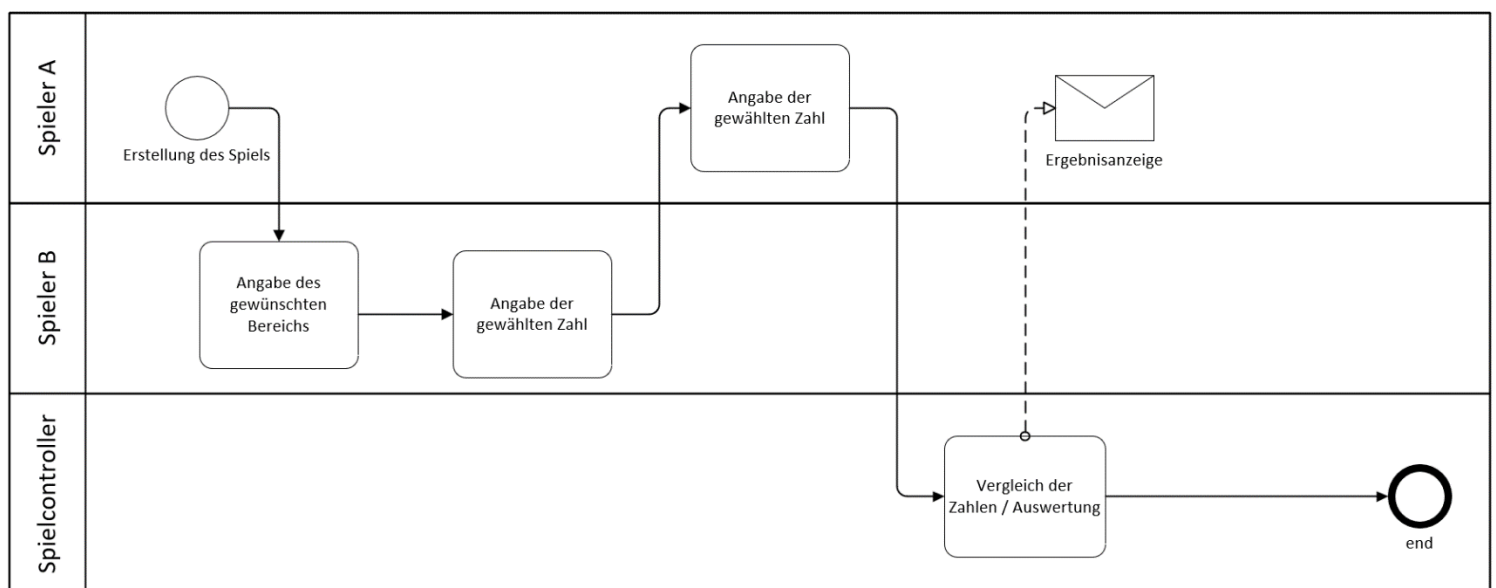 Spieler A
Erstellung des Spiels
Angabe der
gewählten Zahl
Ergebnisanzeige
Spieler B
Angabe des
gewünschten
Bereichs
Angabe der
gewählten Zahl
Spielcontroller
Vergleich der
Zahlen / Auswertung
end